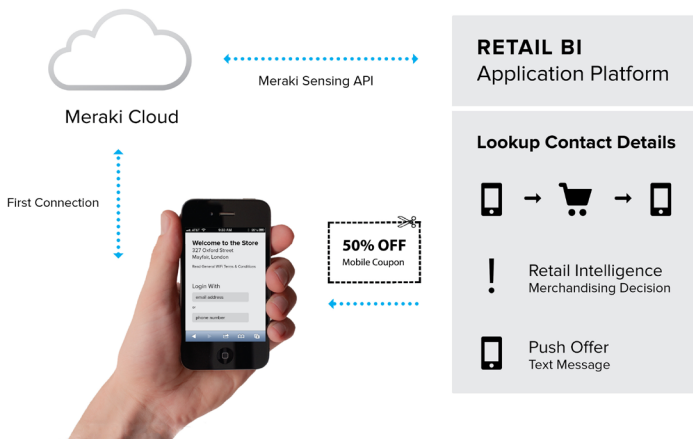 RETAIL BI
Application Platform
Meraki Sensing API
Meraki Cloud
Lookup Contact Details
First Connection
AT&T
Welcome to the Store
327 Oxford Street
Mayfair, London
Login With
email address
or
phone number
50% OFF
Mobile Coupon
Retail Intelligence
Merchandising Decision
Push Offer
Text Message